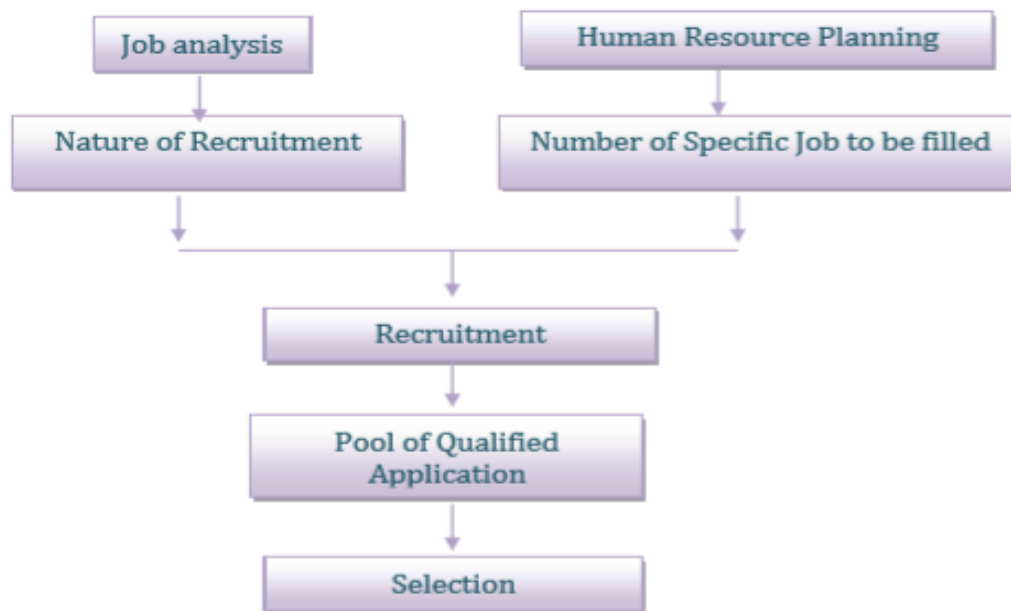 Job analysis
Human Resource Planning
Nature of Recruitment
Number of Specific Job to be filled
Recruitment
Pool of Qualified
Application
Selection